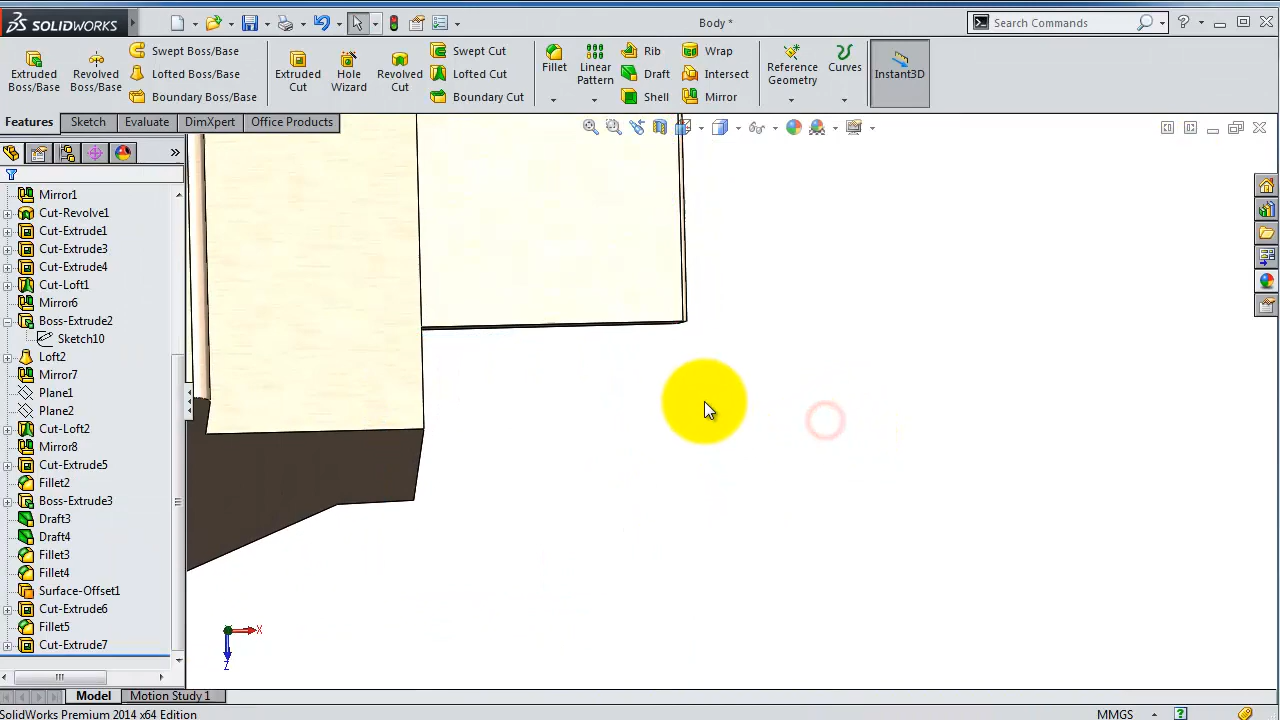 SOLIDWORKS
Body *
Search Commands
Extruded Boss/Base
Revolved Boss/Base
Swept Boss/Base
Lofted Boss/Base
Boundary Boss/Base
Extruded Cut
Hole Wizard
Revolved Cut
Swept Cut
Lofted Cut
Boundary Cut
Fillet
Linear Pattern
Rib
Draft
Shell
Wrap
Intersect
Mirror
Reference Geometry
Curves
Instant3D
Features
Sketch
Evaluate
DimXpert
Office Products
Mirror1
Cut-Revolve1
Cut-Extrude1
Cut-Extrude3
Cut-Extrude4
Cut-Loft1
Mirror6
Boss-Extrude2
Sketch10
Loft2
Mirror7
Plane1
Plane2
Cut-Loft2
Mirror8
Cut-Extrude5
Fillet2
Boss-Extrude3
Draft3
Draft4
Fillet3
Fillet4
Surface-Offset1
Cut-Extrude6
Fillet5
Cut-Extrude7
X
Z
Model
Motion Study 1
SolidWorks Premium 2014 x64 Edition
MMGS